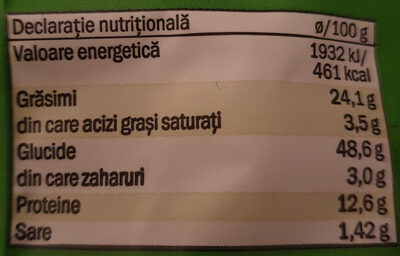 Declarație nutrițională ø/100 g
Valoare energetică 1932 kJ/
461 kcal
Grăsimi 24,1 g
din care acizi grași saturați 3,5 g
Glucide 48,6 g
din care zaharuri 3,0 g
Proteine 12,6 g
Sare 1,42 g